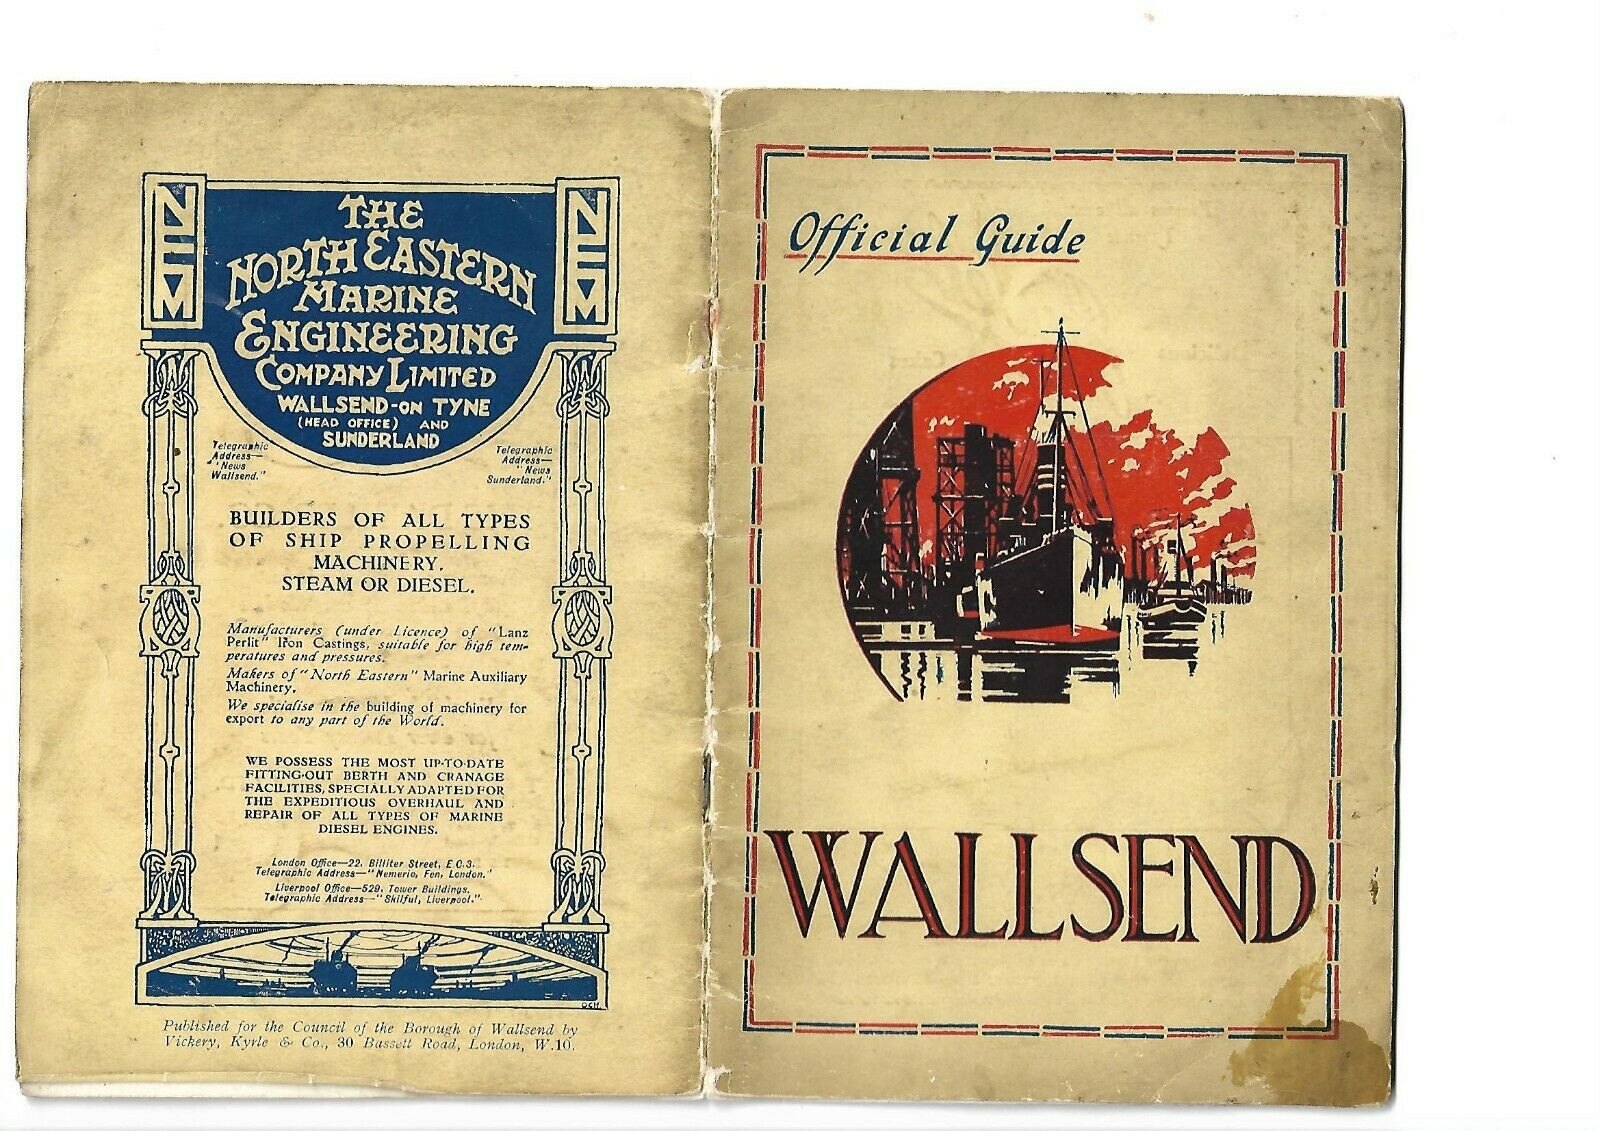 NEM
THE
NORTH EASTERN
MARINE
ENGINEERING
COMPANY LIMITED
WALLSEND-ON TYNE
(HEAD OFFICE) AND
SUNDERLAND
NEM
Telegraphic
Address—
"News
Wallsend."
Telegraphic
Address—
"News
Sunderland."
BUILDERS OF ALL TYPES
OF SHIP PROPELLING
MACHINERY.
STEAM OR DIESEL.
Manufacturers (under Licence) of "Lanz
Perlit" Iron Castings, suitable for high tem-
peratures and pressures.
Makers of "North Eastern" Marine Auxiliary
Machinery.
We specialise in the building of machinery for
export to any part of the World.
WE POSSESS THE MOST UP-TO-DATE
FITTING-OUT BERTH AND CRANAGE
FACILITIES, SPECIALLY ADAPTED FOR
THE EXPEDITIOUS OVERHAUL AND
REPAIR OF ALL TYPES OF MARINE
DIESEL ENGINES.
London Office—22, Billiter Street, E.C.3.
Telegraphic Address—"Nemerio, Fen, London."
Liverpool Office—529, Tower Buildings.
Telegraphic Address—"Skilful, Liverpool."
OCH.
Published for the Council of the Borough of Wallsend by
Vickery, Kyrle & Co., 30 Bassett Road, London, W.10.
Official Guide
WALLSEND